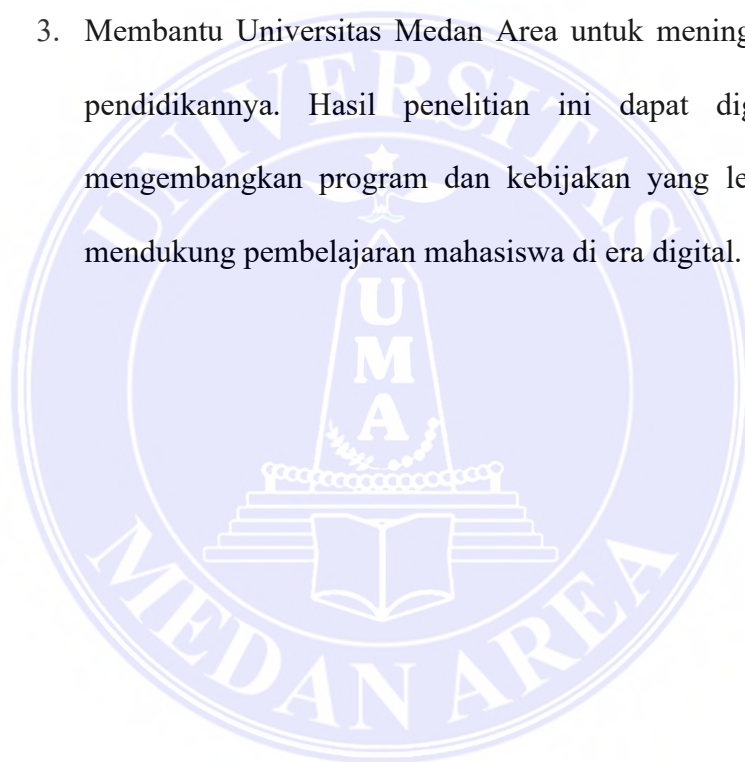 3. Membantu Universitas Medan Area untuk mening
pendidikannya. Hasil penelitian ini dapat dig
mengembangkan program dan kebijakan yang le
mendukung pembelajaran mahasiswa di era digital.
UNIVERSITAS
UMA
MEDAN AREA